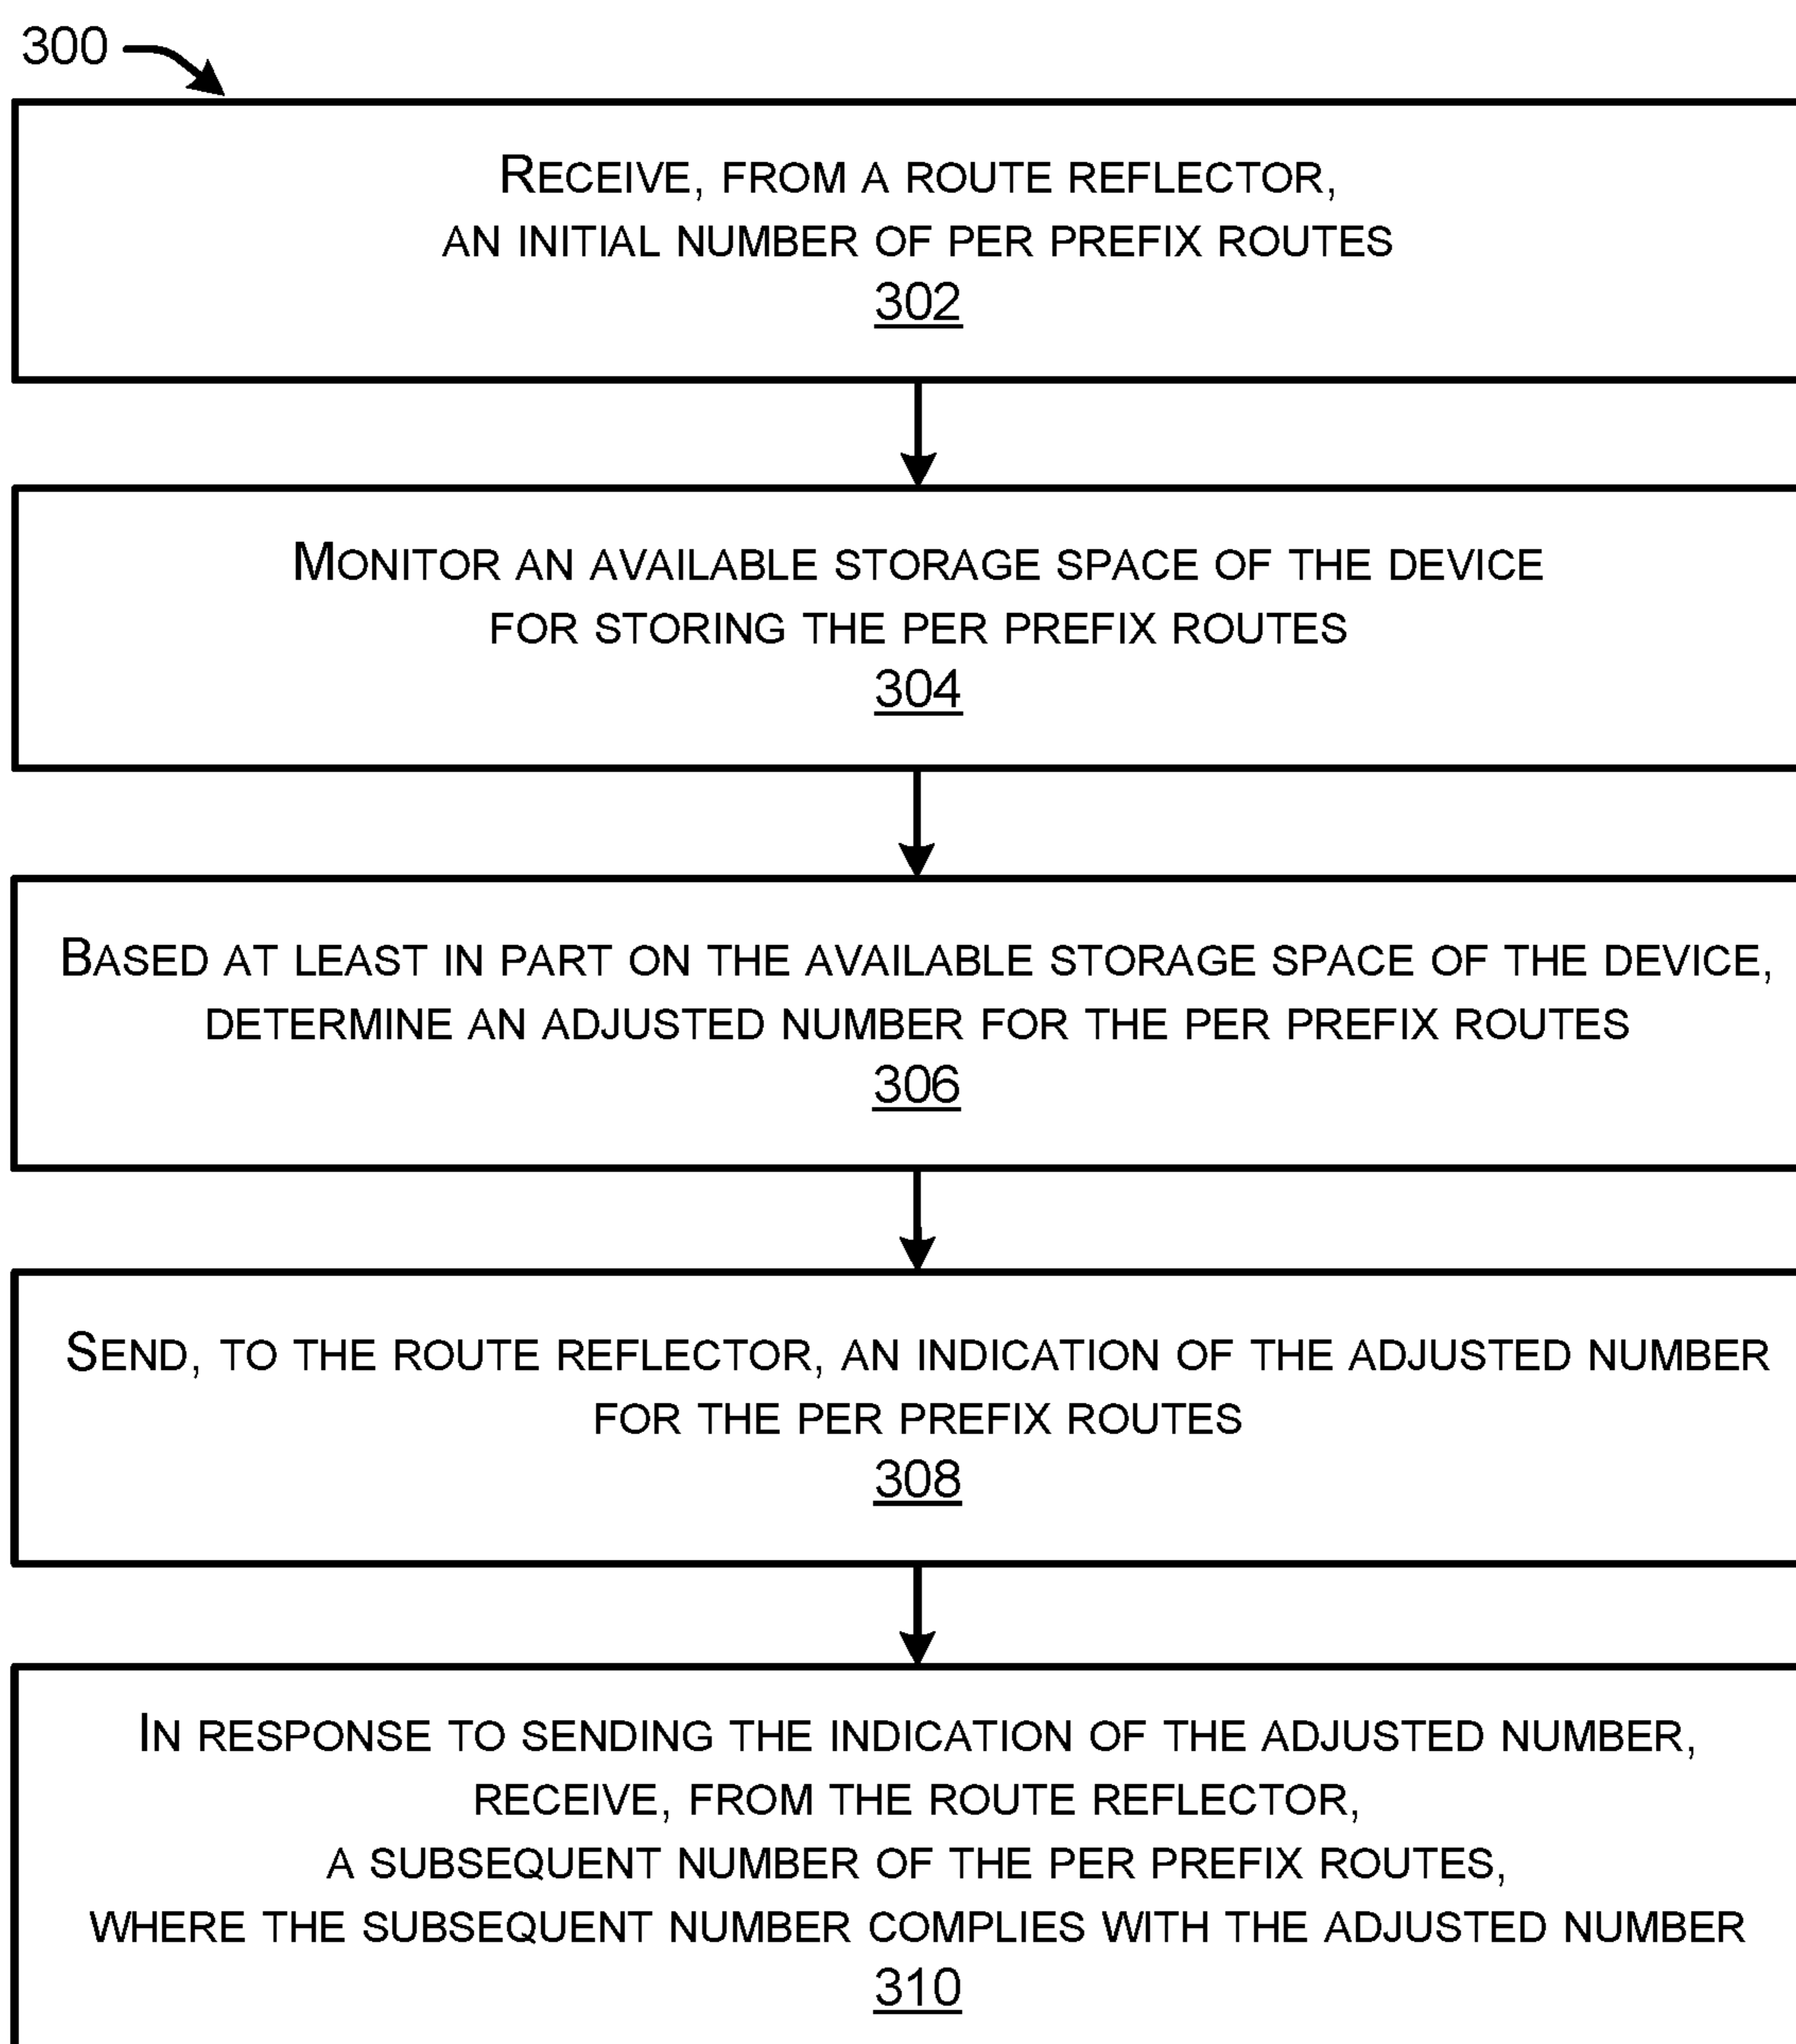 300
RECEIVE, FROM A ROUTE REFLECTOR,
AN INITIAL NUMBER OF PER PREFIX ROUTES
302
MONITOR AN AVAILABLE STORAGE SPACE OF THE DEVICE
FOR STORING THE PER PREFIX ROUTES
304
BASED AT LEAST IN PART ON THE AVAILABLE STORAGE SPACE OF THE DEVICE,
DETERMINE AN ADJUSTED NUMBER FOR THE PER PREFIX ROUTES
306
SEND, TO THE ROUTE REFLECTOR, AN INDICATION OF THE ADJUSTED NUMBER
FOR THE PER PREFIX ROUTES
308
IN RESPONSE TO SENDING THE INDICATION OF THE ADJUSTED NUMBER,
RECEIVE, FROM THE ROUTE REFLECTOR,
A SUBSEQUENT NUMBER OF THE PER PREFIX ROUTES,
WHERE THE SUBSEQUENT NUMBER COMPLIES WITH THE ADJUSTED NUMBER
310